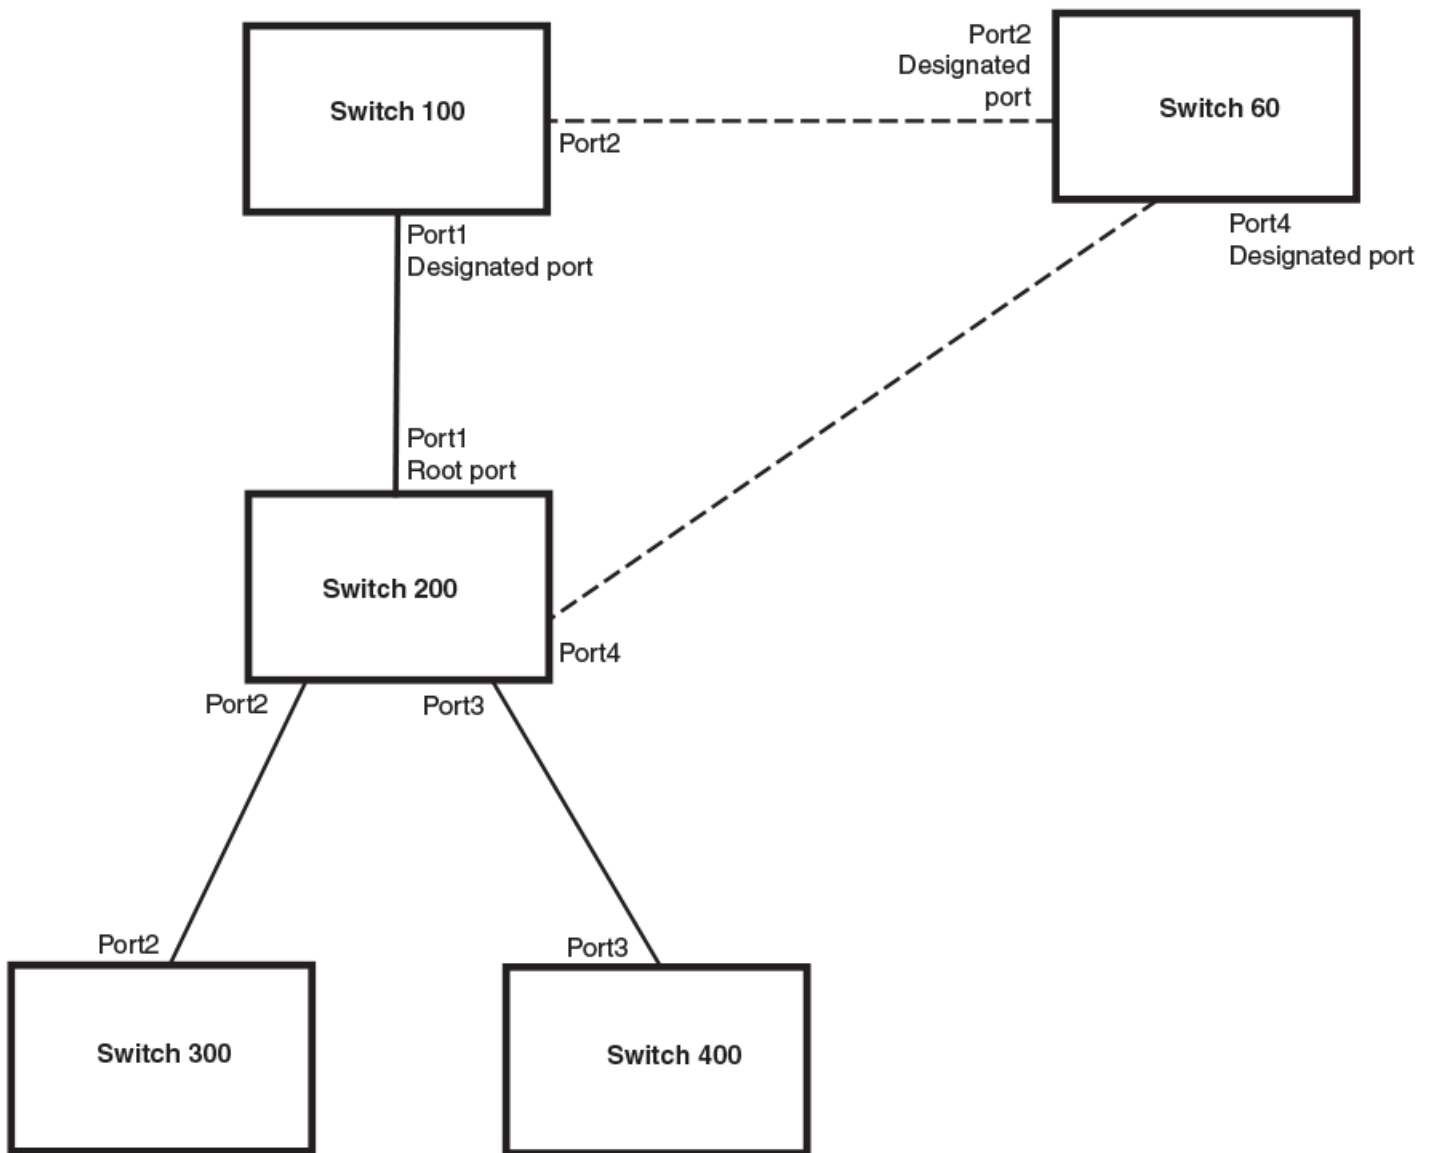 Port2
Designated
port
Switch 100
Switch 60
Port2
Port1
Designated port
Port4
Designated port
Port1
Root port
Switch 200
Port4
Port2
Port3
Port2
Port3
Switch 300
Switch 400